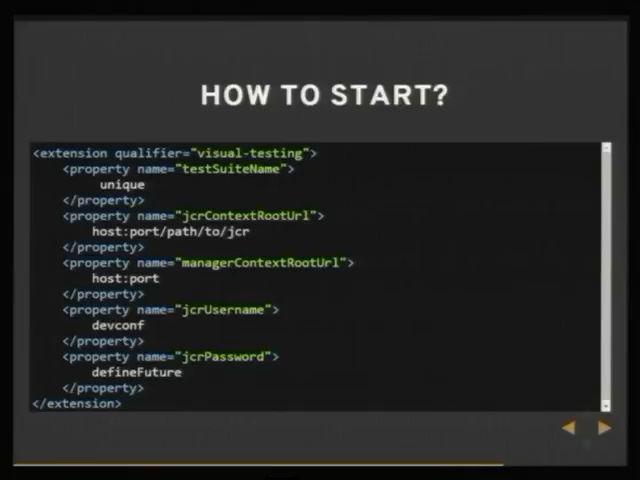 HOW TO START?
<extension qualifier="visual-testing">
<property name="testSuiteName">
unique
</property>
<property name="jcrContextRootUrl">
host:port/path/to/jcr
</property>
<property name="managerContextRootUrl">
host:port
</property>
<property name="jcrUsername">
devconf
</property>
<property name="jcrPassword">
defineFuture
</property>
</extension>